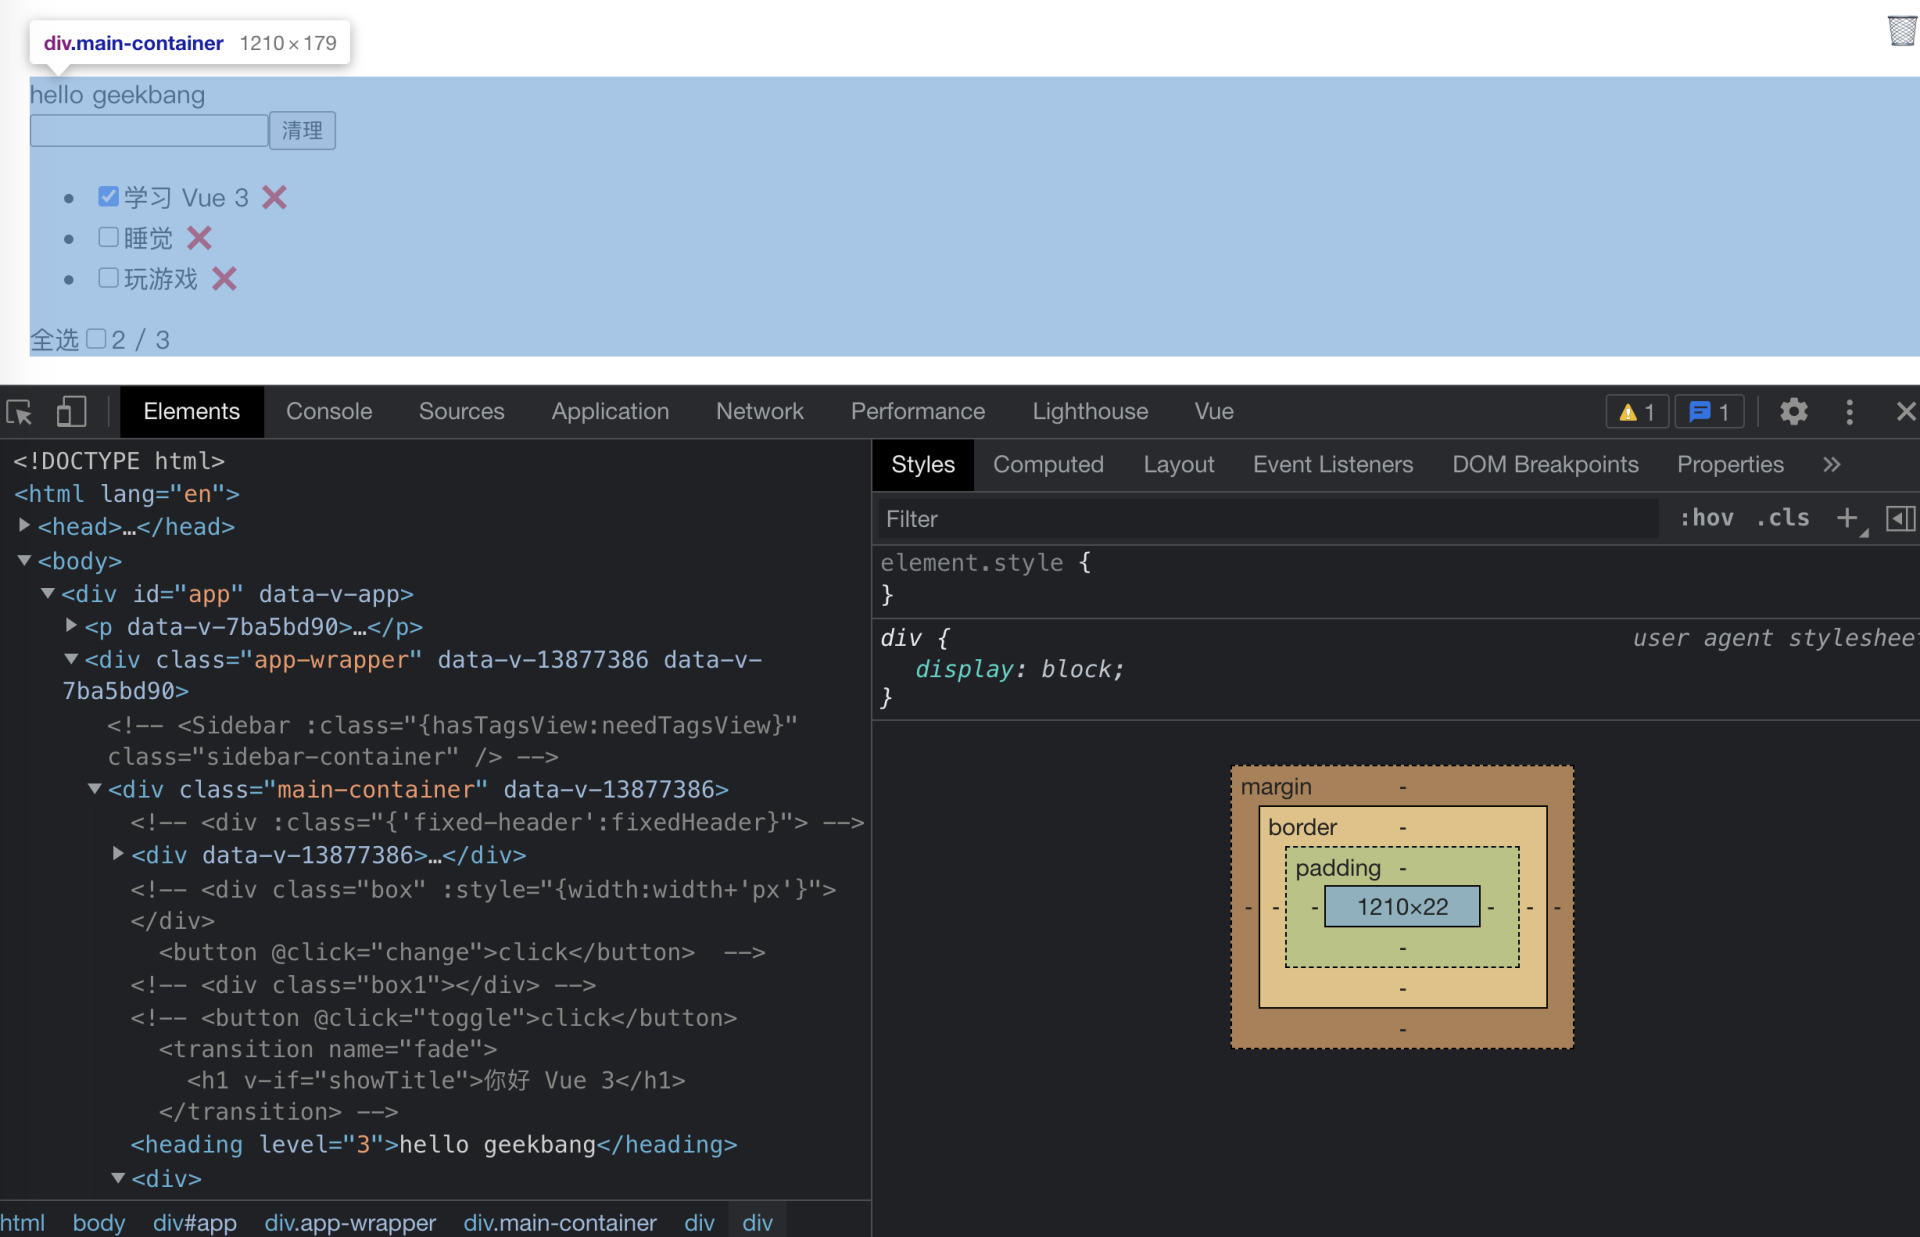 div.main-container 1210 × 179
hello geekbang
清理
学习 Vue 3
睡觉
玩游戏
全选 2 / 3
Elements Console Sources Application Network Performance Lighthouse Vue 1 1
<!DOCTYPE html>
<html lang="en">
<head>…</head>
<body>
<div id="app" data-v-app>
<p data-v-7ba5bd90>…</p>
<div class="app-wrapper" data-v-13877386 data-v-
7ba5bd90>
<!-- <Sidebar :class="{hasTagsView:needTagsView}"
class="sidebar-container" /> -->
<div class="main-container" data-v-13877386>
<!-- <div :class="{'fixed-header':fixedHeader}"> -->
<div data-v-13877386>…</div>
<!-- <div class="box" :style="{width:width+'px'}">
</div>
<button @click="change">click</button>  -->
<!-- <div class="box1"></div> -->
<!-- <button @click="toggle">click</button>
<transition name="fade">
<h1 v-if="showTitle">你好 Vue 3</h1>
</transition> -->
<heading level="3">hello geekbang</heading>
<div>
html body div#app div.app-wrapper div.main-container div div
Styles Computed Layout Event Listeners DOM Breakpoints Properties »
Filter :hov .cls +
element.style {
}
div { user agent stylesheet
display: block;
}
margin -
border -
padding -
- - - 1210×22 - - -
-
-
-